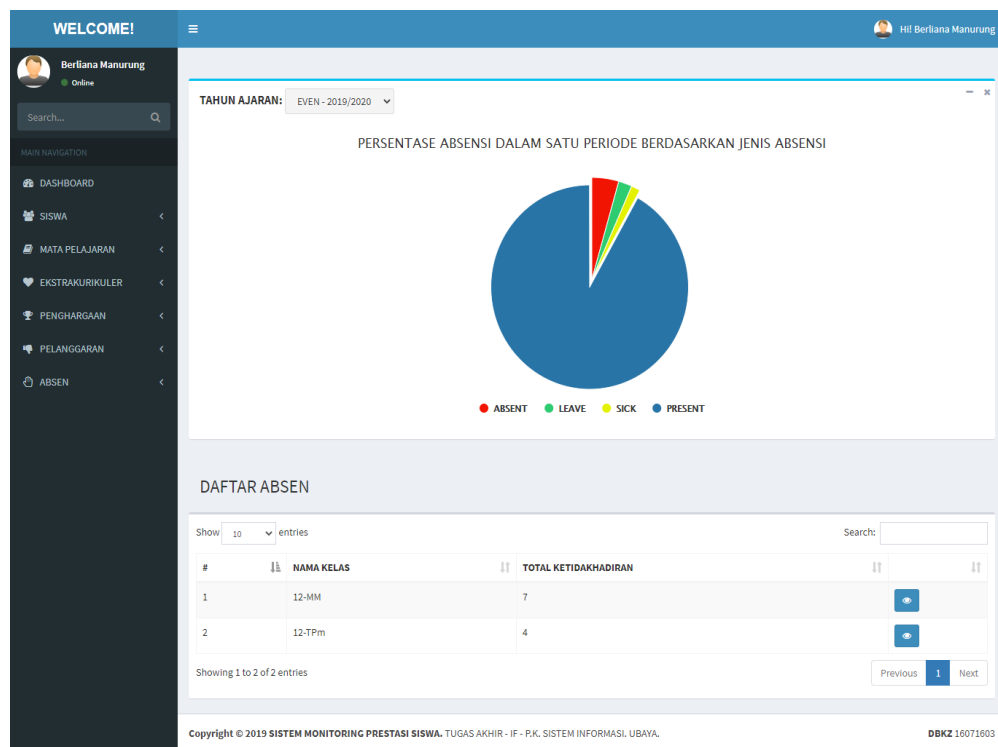 WELCOME!
Hi! Berliana Manurung
Berliana Manurung
Online
Search...
MAIN NAVIGATION
DASHBOARD
SISWA
MATA PELAJARAN
EKSTRAKURIKULER
PENGHARGAAN
PELANGGARAN
ABSEN
TAHUN AJARAN: EVEN - 2019/2020
PERSENTASE ABSENSI DALAM SATU PERIODE BERDASARKAN JENIS ABSENSI
ABSENT LEAVE SICK PRESENT
DAFTAR ABSEN
Show 10 entries Search:
# NAMA KELAS TOTAL KETIDAKHADIRAN
1 12-MM 7
2 12-TPm 4
Showing 1 to 2 of 2 entries Previous 1 Next
Copyright © 2019 SISTEM MONITORING PRESTASI SISWA. TUGAS AKHIR - IF - P.K. SISTEM INFORMASI. UBAYA. DBKZ 16071603